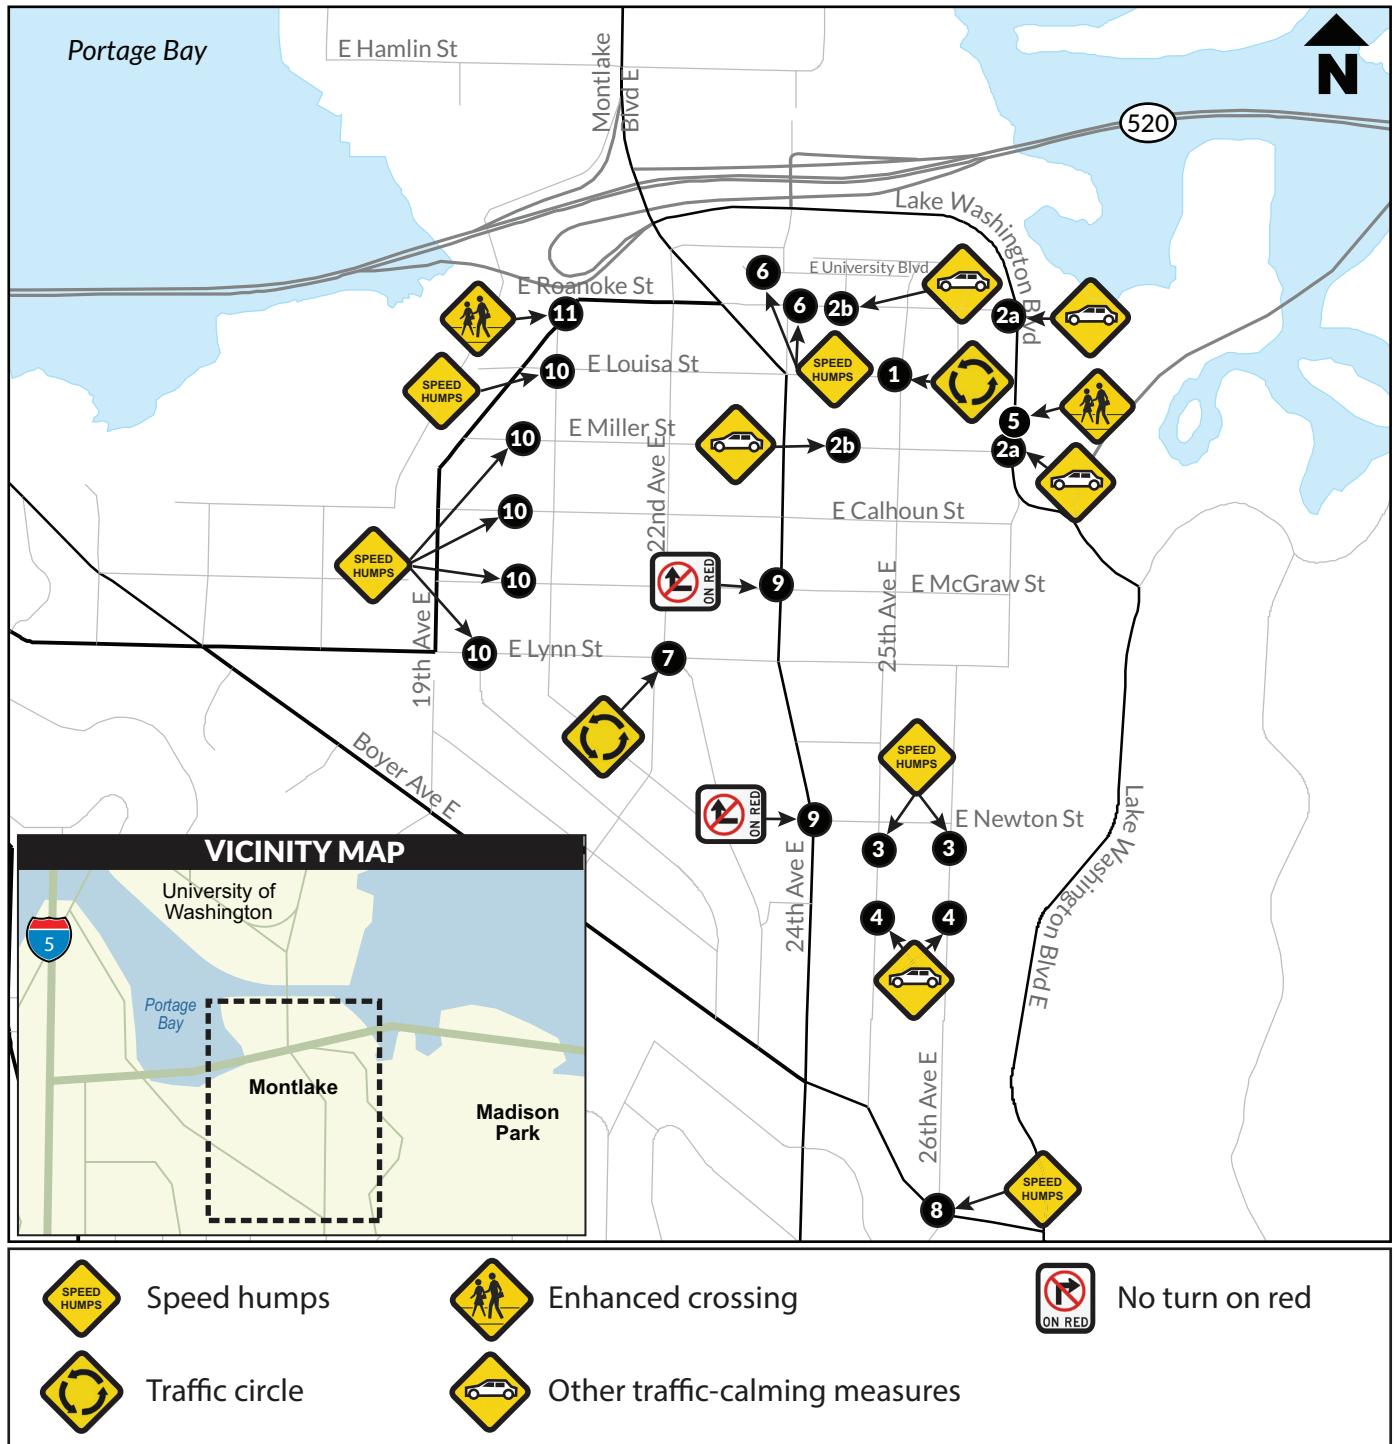 Portage Bay
E Hamlin St
Montlake
Blvd E
N
520
Lake Washington Blvd
E University Blvd
6
E Roanoke St
6
2b
2a
11
SPEED
HUMPS
1
E Louisa St
10
SPEED
HUMPS
5
10
E Miller St
2b
2a
22nd Ave E
10
E Calhoun St
SPEED
HUMPS
10
ON RED
9
E McGraw St
19th Ave E
25th Ave E
10
E Lynn St
7
Boyer Ave E
SPEED
HUMPS
ON RED
9
E Newton St
Lake Washington Blvd E
3
3
24th Ave E
4
4
26th Ave E
SPEED
HUMPS
8
VICINITY MAP
University of
Washington
5
Portage
Bay
Montlake
Madison
Park
SPEED
HUMPS
Speed humps
Enhanced crossing
ON RED
No turn on red
Traffic circle
Other traffic-calming measures